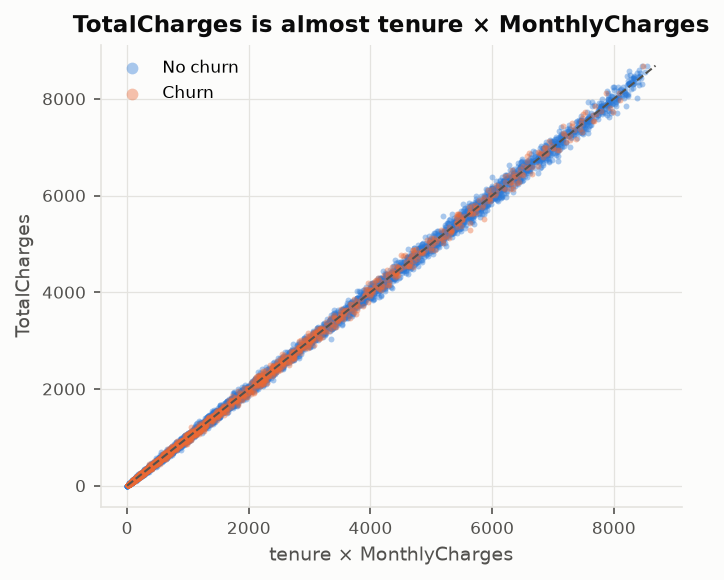 TotalCharges is almost tenure × MonthlyCharges
No churn
Churn
8000
6000
4000
2000
0
TotalCharges
0 2000 4000 6000 8000
tenure × MonthlyCharges